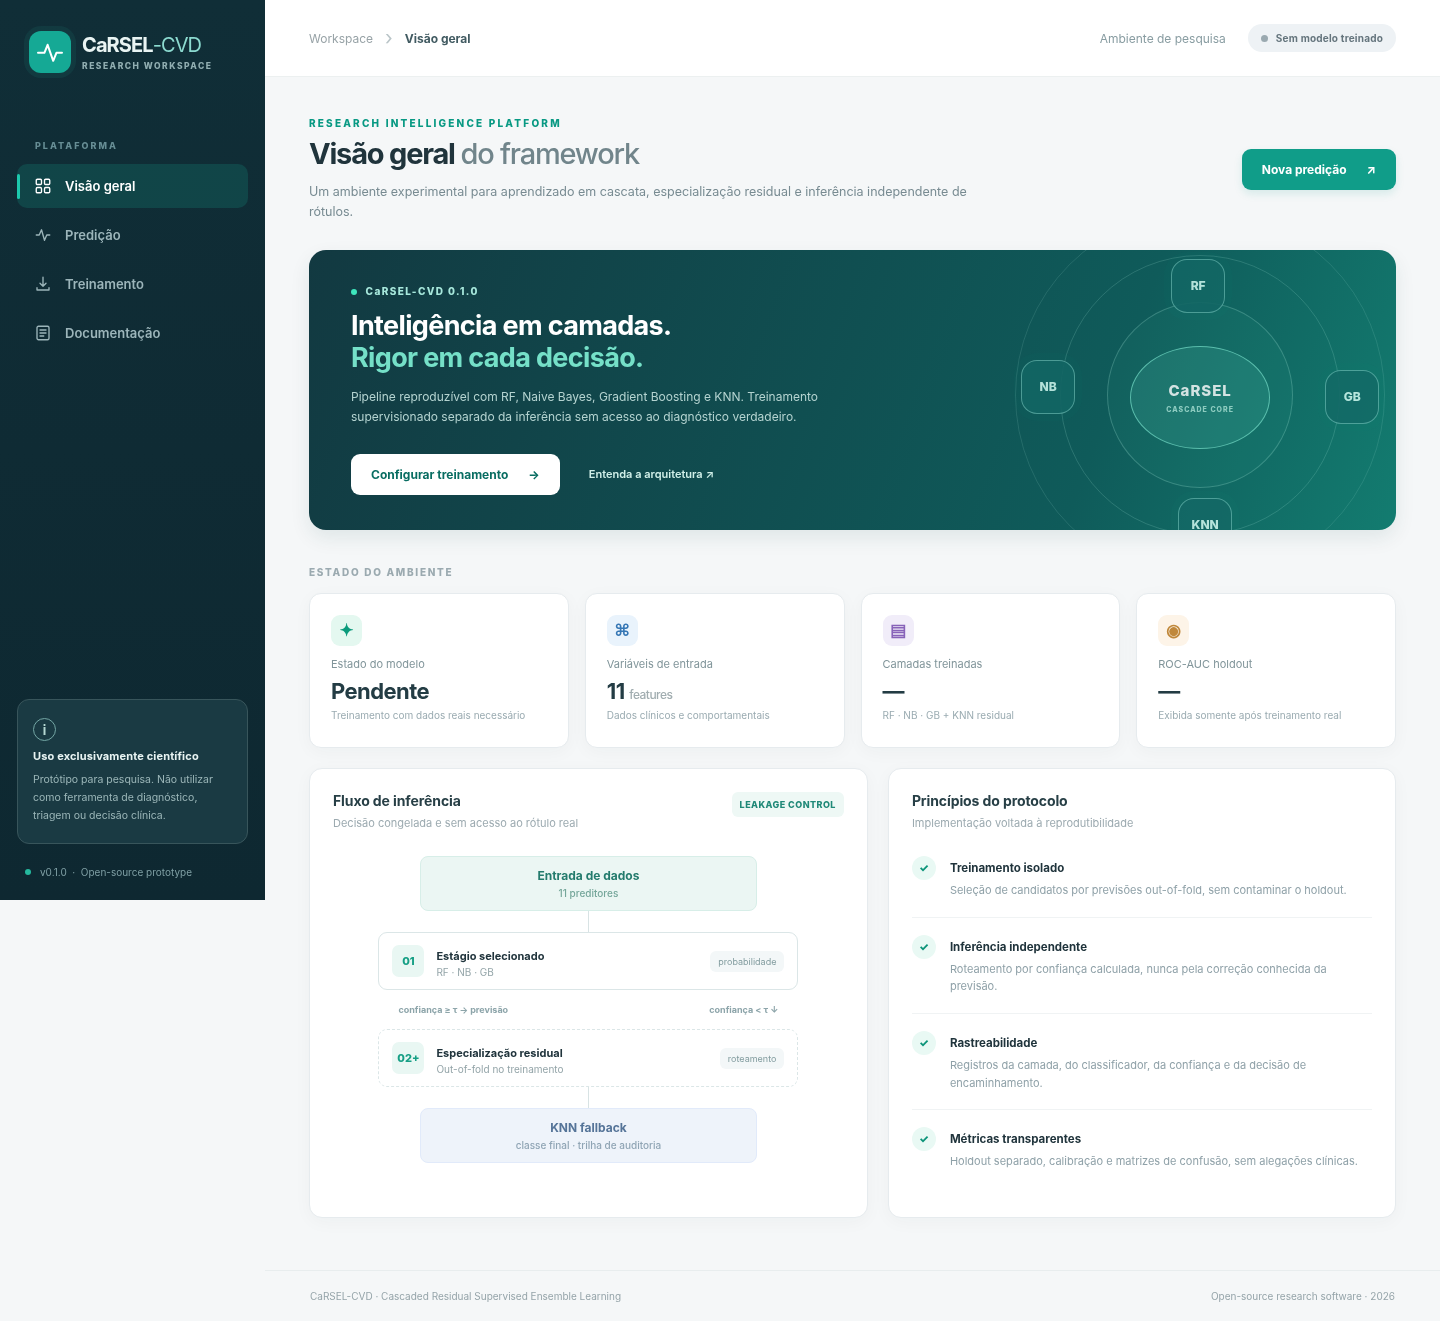 CaRSEL-CVD
RESEARCH WORKSPACE
PLATAFORMA
Visão geral
Predição
Treinamento
Documentação
Uso exclusivamente científico
Protótipo para pesquisa. Não utilizar
como ferramenta de diagnóstico,
triagem ou decisão clínica.
v0.1.0 · Open-source prototype
Workspace
Visão geral
Ambiente de pesquisa
Sem modelo treinado
RESEARCH INTELLIGENCE PLATFORM
Visão geral do framework
Um ambiente experimental para aprendizado em cascata, especialização residual e inferência independente de
rótulos.
Nova predição ↗
CaRSEL-CVD 0.1.0
Inteligência em camadas.
Rigor em cada decisão.
Pipeline reproduzível com RF, Naive Bayes, Gradient Boosting e KNN. Treinamento
supervisionado separado da inferência sem acesso ao diagnóstico verdadeiro.
Configurar treinamento →
Entenda a arquitetura ↗
RF
NB
CaRSEL
CASCADE CORE
GB
KNN
ESTADO DO AMBIENTE
Estado do modelo
Pendente
Treinamento com dados reais necessário
Variáveis de entrada
11 features
Dados clínicos e comportamentais
Camadas treinadas
—
RF · NB · GB + KNN residual
ROC-AUC holdout
—
Exibida somente após treinamento real
Fluxo de inferência
Decisão congelada e sem acesso ao rótulo real
LEAKAGE CONTROL
Entrada de dados
11 preditores
01
Estágio selecionado
RF · NB · GB
probabilidade
confiança ≥ τ → previsão
confiança < τ ↓
02+
Especialização residual
Out-of-fold no treinamento
roteamento
KNN fallback
classe final · trilha de auditoria
Princípios do protocolo
Implementação voltada à reprodutibilidade
Treinamento isolado
Seleção de candidatos por previsões out-of-fold, sem contaminar o holdout.
Inferência independente
Roteamento por confiança calculada, nunca pela correção conhecida da
previsão.
Rastreabilidade
Registros da camada, do classificador, da confiança e da decisão de
encaminhamento.
Métricas transparentes
Holdout separado, calibração e matrizes de confusão, sem alegações clínicas.
CaRSEL-CVD · Cascaded Residual Supervised Ensemble Learning
Open-source research software · 2026